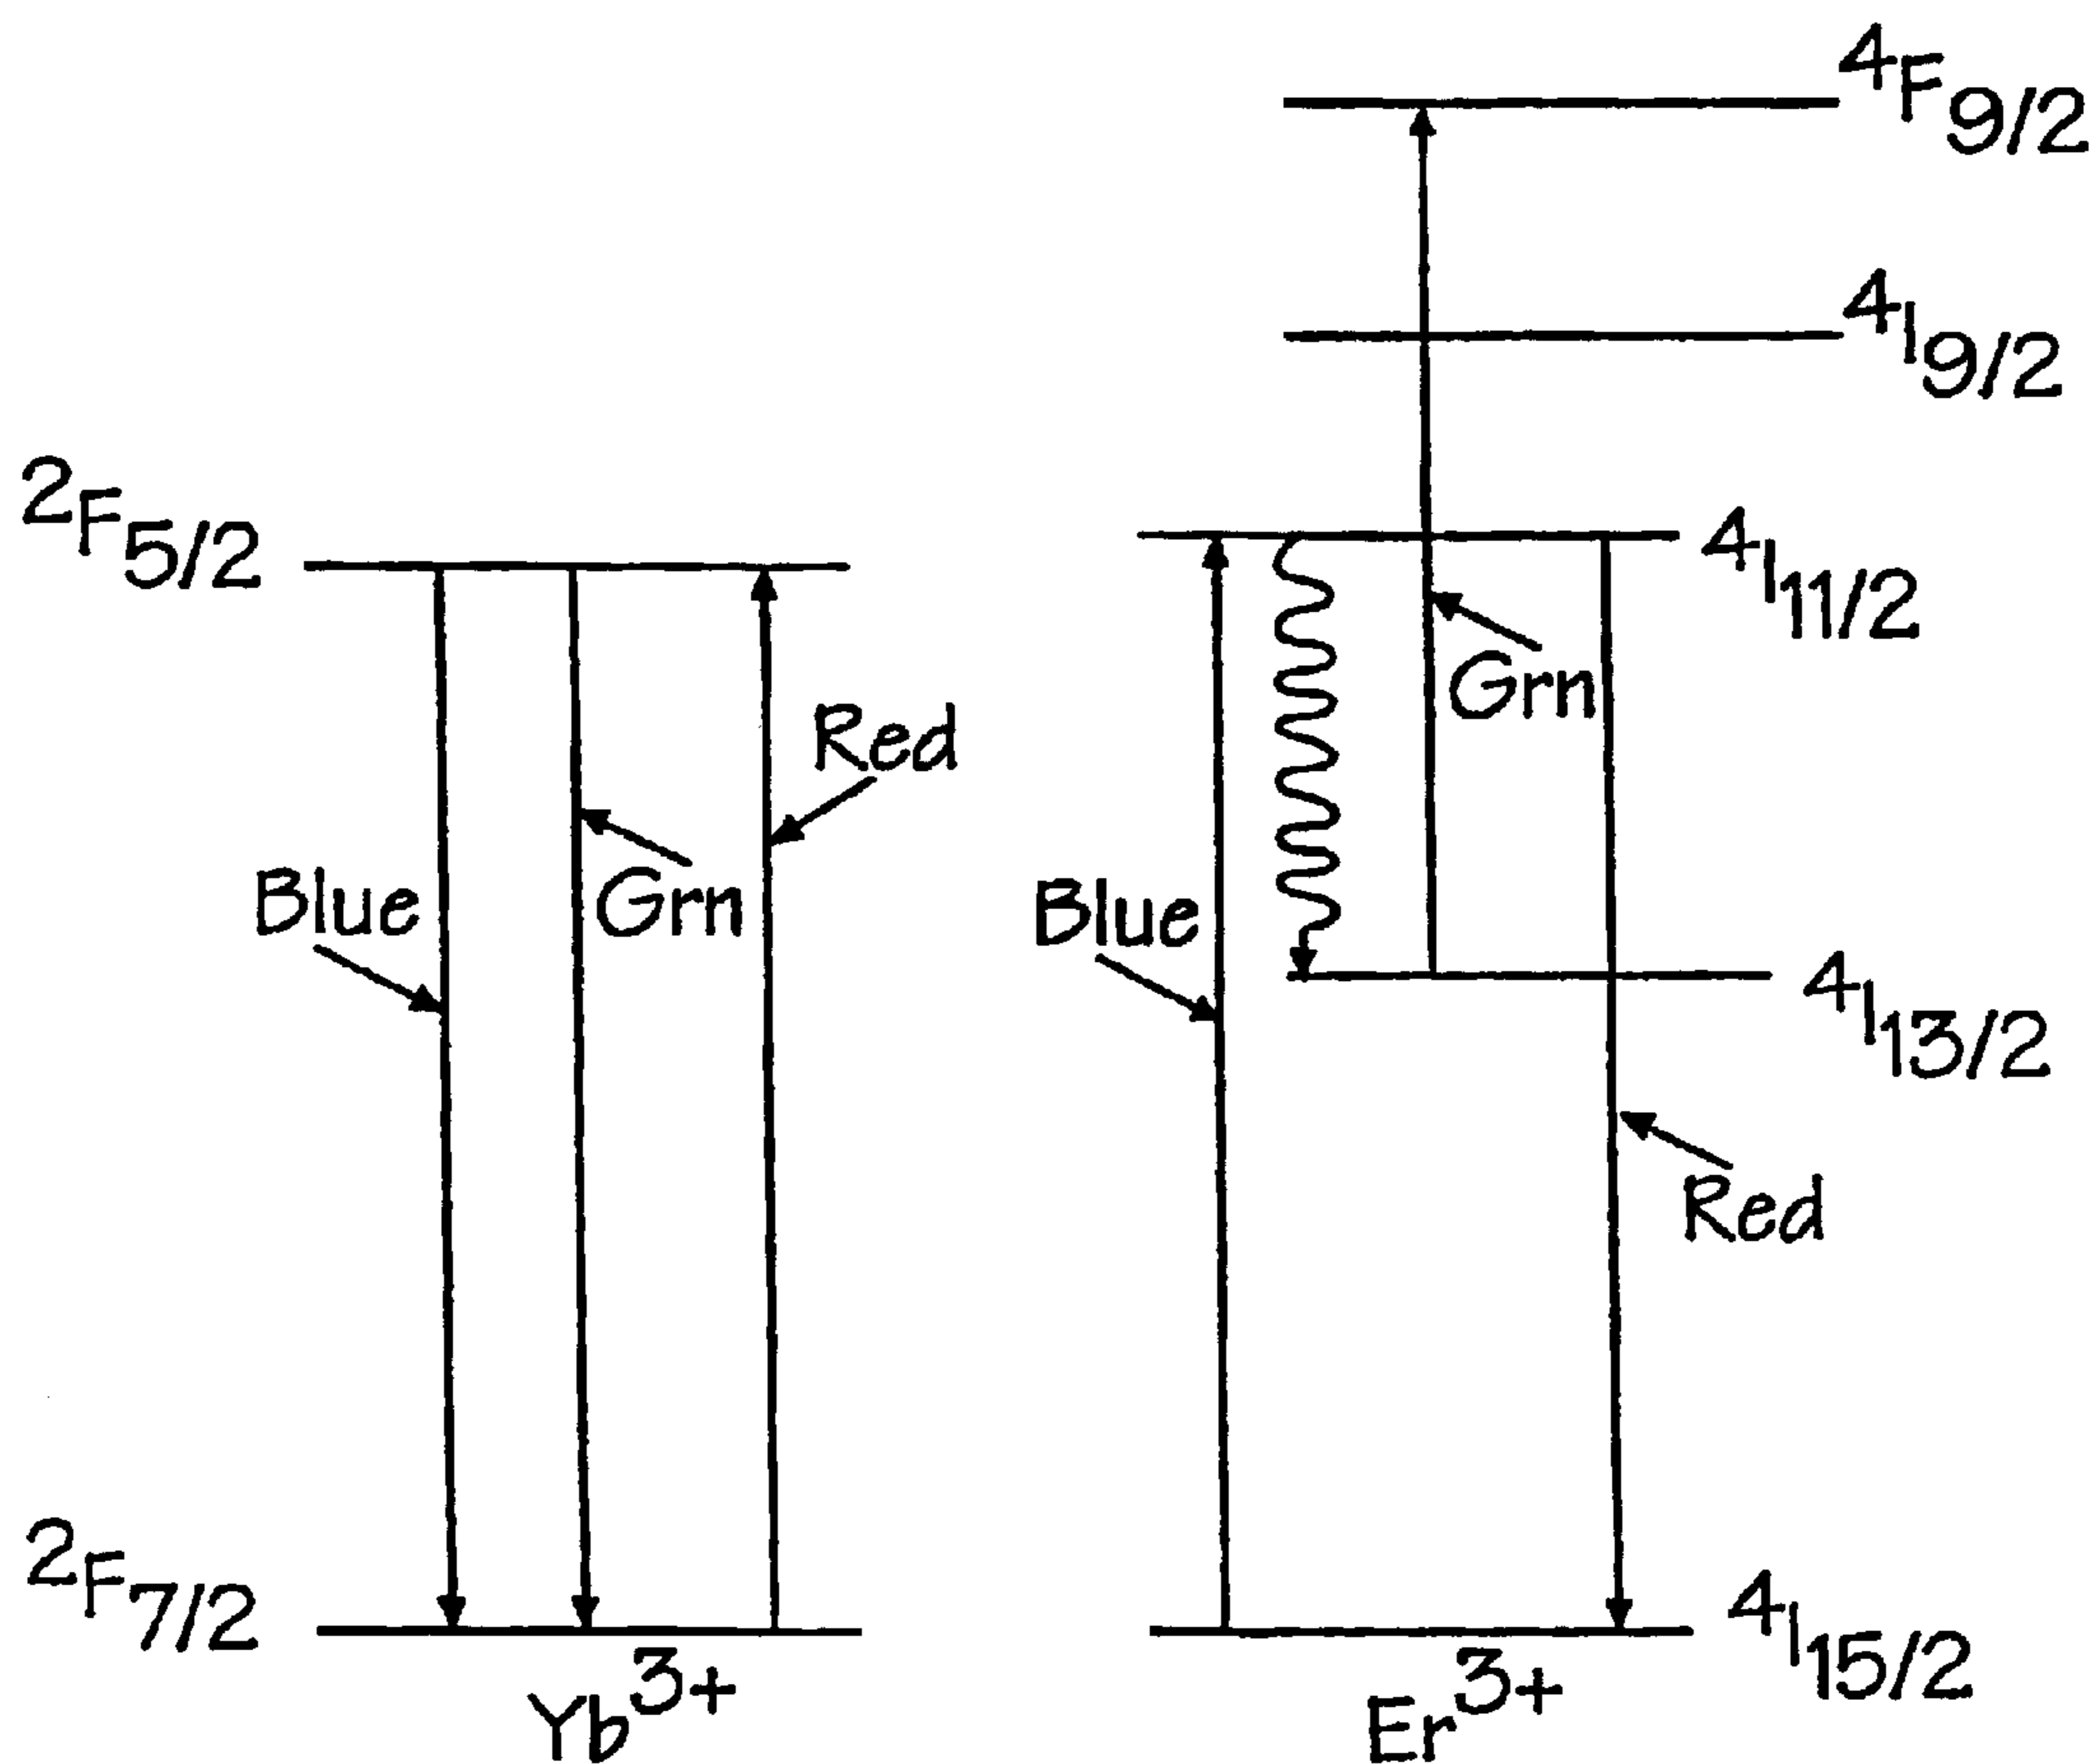 4F9/2
4I9/2
2F5/2
4I11/2
Grn
Red
Blue
Grn
Blue
4I13/2
Red
2F7/2
4I15/2
Yb3+
Er3+